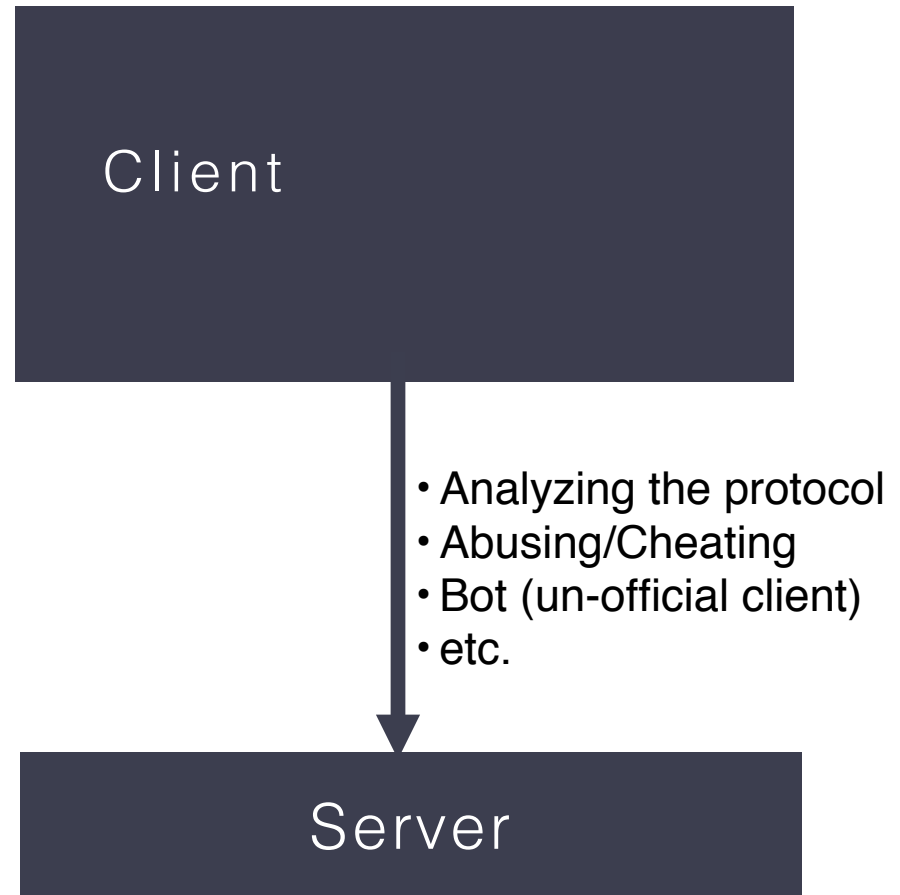 Client
• Analyzing the protocol
• Abusing/Cheating
• Bot (un-official client)
• etc.
Server